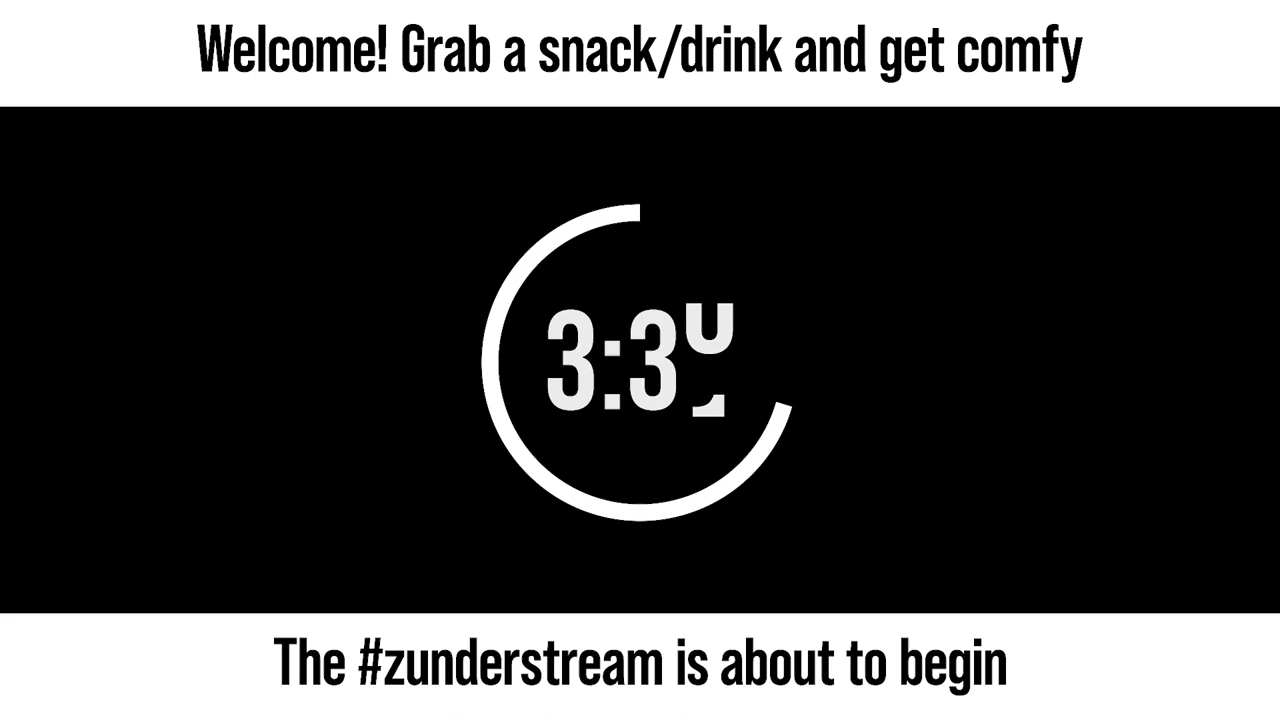 Welcome! Grab a snack/drink and get comfy
3:3
The #zunderstream is about to begin